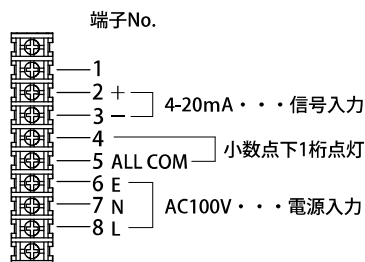 端子No.
1
2 +
3 −
4-20mA・・・信号入力
4
5 ALL COM
小数点下1桁点灯
6 E
7 N
8 L
AC100V・・・電源入力